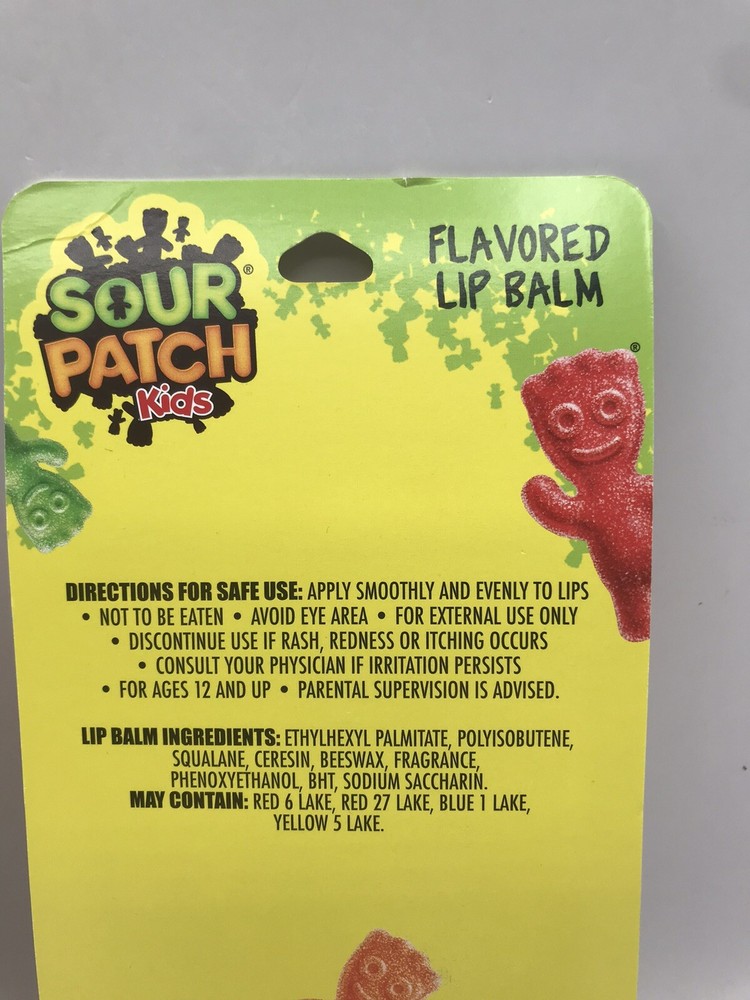 SOUR®
PATCH
Kids
FLAVORED
LIP BALM
®
DIRECTIONS FOR SAFE USE: APPLY SMOOTHLY AND EVENLY TO LIPS
• NOT TO BE EATEN • AVOID EYE AREA • FOR EXTERNAL USE ONLY
• DISCONTINUE USE IF RASH, REDNESS OR ITCHING OCCURS
• CONSULT YOUR PHYSICIAN IF IRRITATION PERSISTS
• FOR AGES 12 AND UP • PARENTAL SUPERVISION IS ADVISED.
LIP BALM INGREDIENTS: ETHYLHEXYL PALMITATE, POLYISOBUTENE,
SQUALANE, CERESIN, BEESWAX, FRAGRANCE,
PHENOXYETHANOL, BHT, SODIUM SACCHARIN.
MAY CONTAIN: RED 6 LAKE, RED 27 LAKE, BLUE 1 LAKE,
YELLOW 5 LAKE.